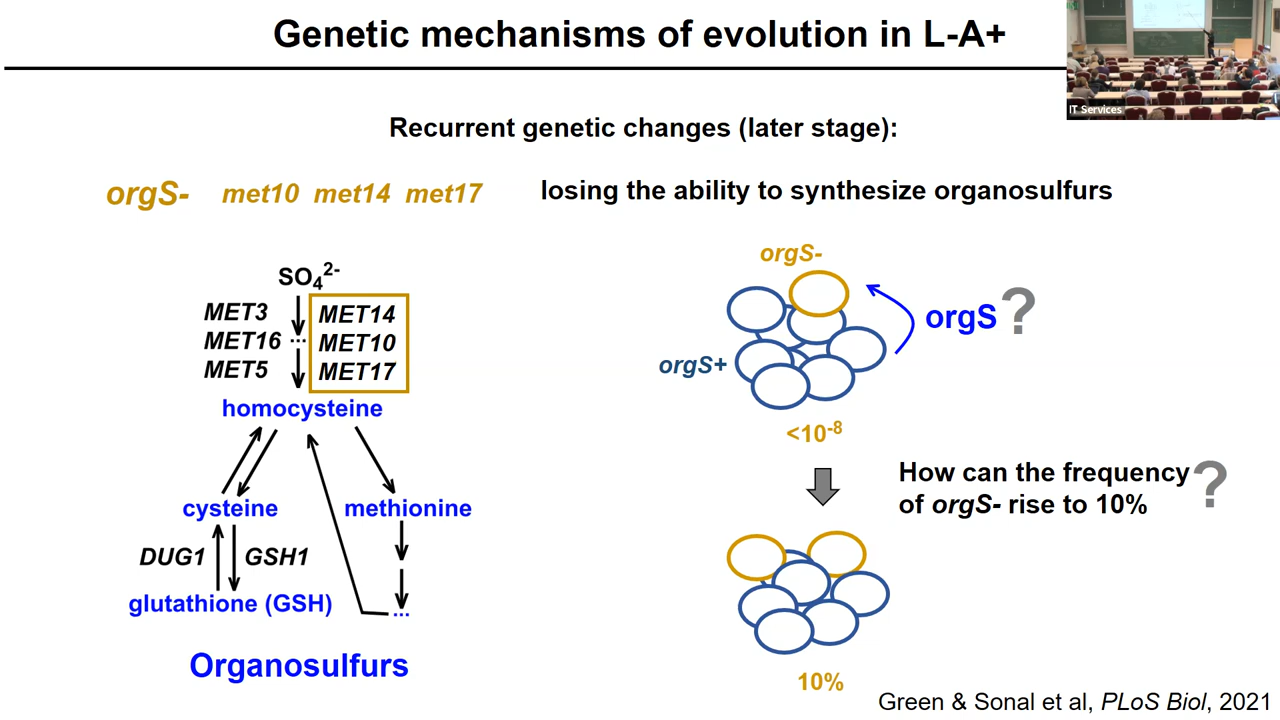 Genetic mechanisms of evolution in L-A+
IT Services
Recurrent genetic changes (later stage):
orgS- met10 met14 met17 losing the ability to synthesize organosulfurs
SO₄²⁻
MET3 MET14
MET16 ... MET10
MET5 MET17
homocysteine
cysteine methionine
DUG1 GSH1
glutathione (GSH) ...
Organosulfurs
orgS-
orgS ?
orgS+
<10⁻⁸
How can the frequency
of orgS- rise to 10% ?
10%
Green & Sonal et al, PLoS Biol, 2021